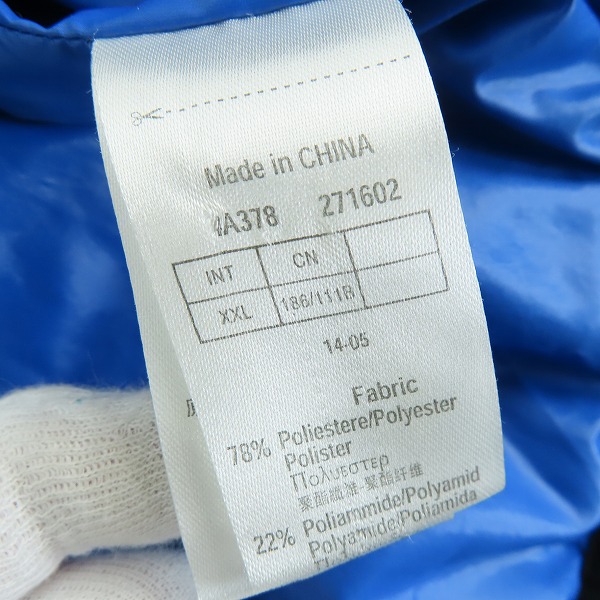 Made in CHINA
4A378 271602
INT CN
XXL 186/111B
14-05
Fabric
78% Poliestere/Polyester
Polister
Πολυεστερ
聚酯纖維·聚酯纤维
22% Poliammide/Polyamid
Polyamide/Poliamida